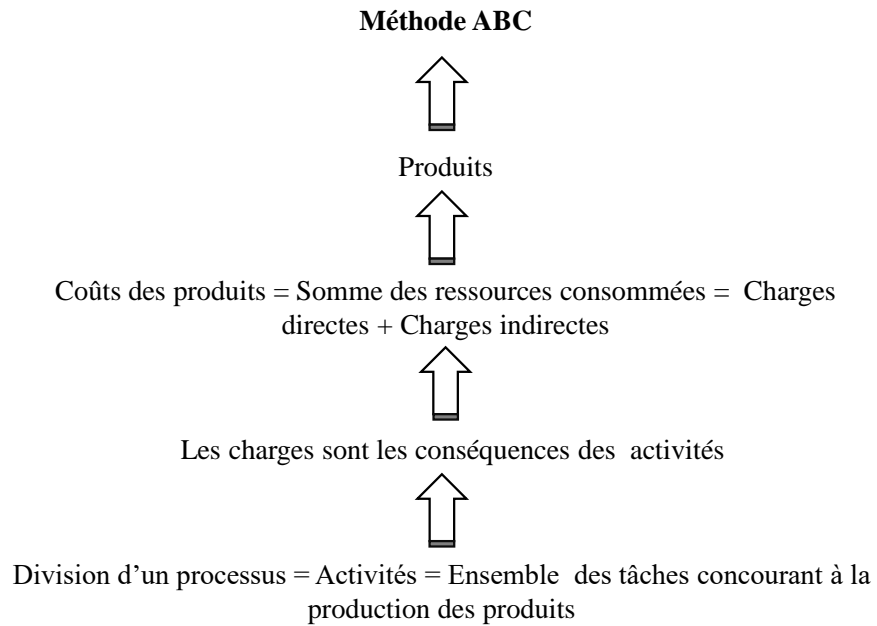 Méthode ABC
Produits
Coûts des produits = Somme des ressources consommées = Charges
directes + Charges indirectes
Les charges sont les conséquences des activités
Division d’un processus = Activités = Ensemble des tâches concourant à la
production des produits